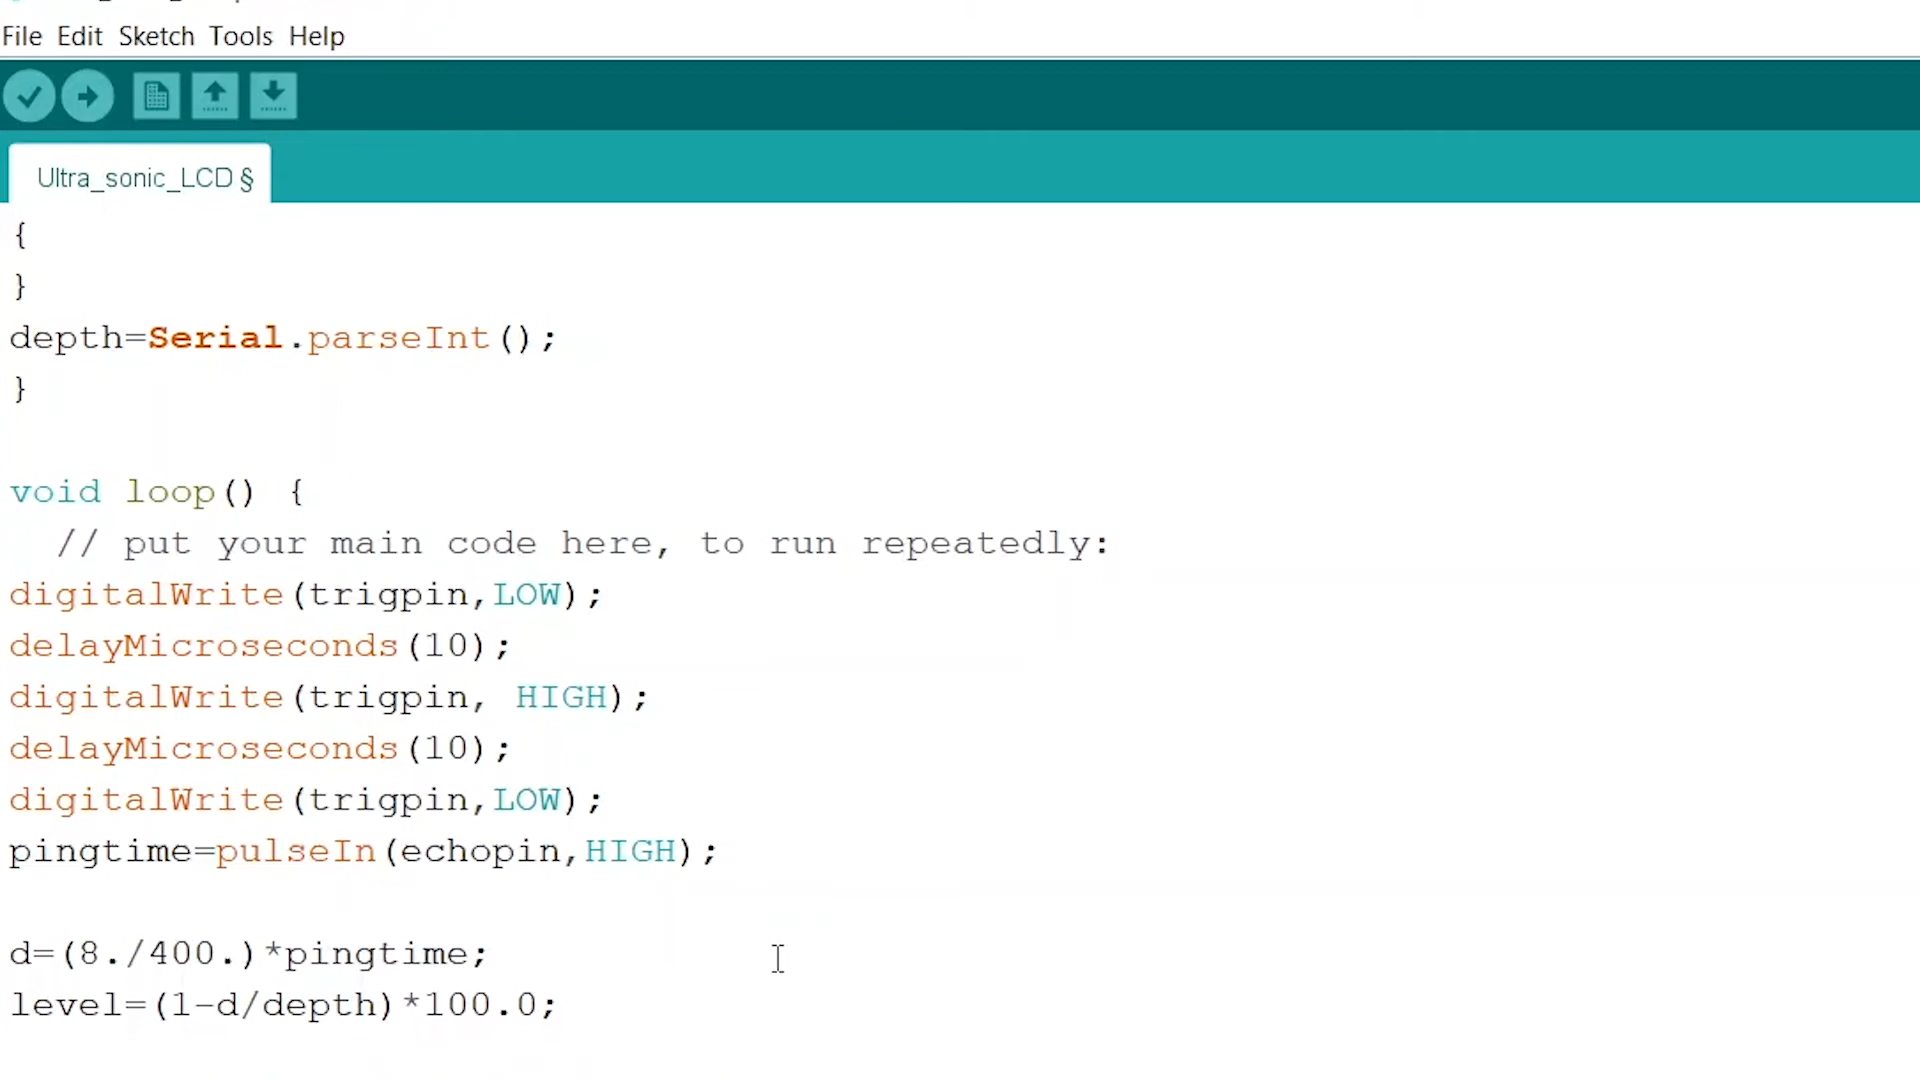 File Edit Sketch Tools Help
Ultra_sonic_LCD §
{
}
depth=Serial.parseInt();
}
void loop() {
// put your main code here, to run repeatedly:
digitalWrite(trigpin,LOW);
delayMicroseconds(10);
digitalWrite(trigpin, HIGH);
delayMicroseconds(10);
digitalWrite(trigpin,LOW);
pingtime=pulseIn(echopin,HIGH);
d=(8./400.)*pingtime;
level=(1-d/depth)*100.0;